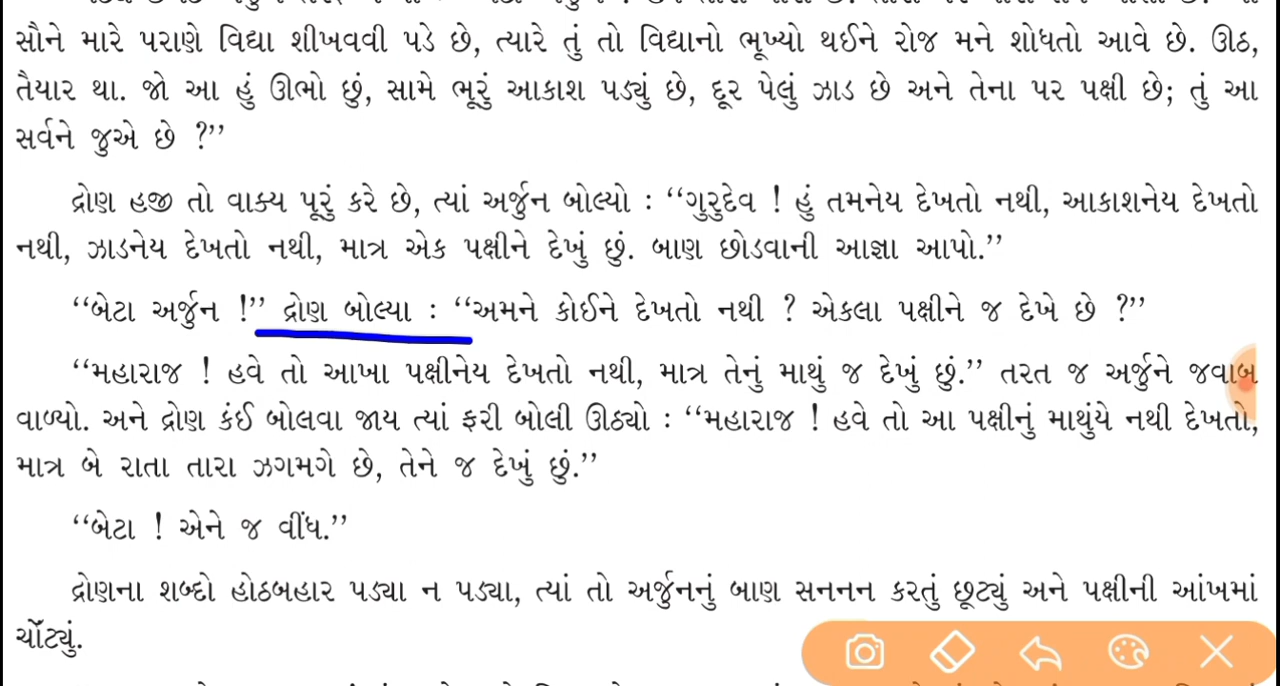 સૌને મારે પરાણે વિદ્યા શીખવવી પડે છે, ત્યારે તું તો વિદ્યાનો ભૂખ્યો થઈને રોજ મને શોધતો આવે છે. ઊઠ,
તૈયાર થા. જો આ હું ઊભો છું, સામે ભૂરું આકાશ પડ્યું છે, દૂર પેલું ઝાડ છે અને તેના પર પક્ષી છે; તું આ
સર્વને જુએ છે ?’’
દ્રોણ હજી તો વાક્ય પૂરું કરે છે, ત્યાં અર્જુન બોલ્યો : ‘‘ગુરુદેવ ! હું તમનેય દેખતો નથી, આકાશનેય દેખતો
નથી, ઝાડનેય દેખતો નથી, માત્ર એક પક્ષીને દેખું છું. બાણ છોડવાની આજ્ઞા આપો.’’
‘‘બેટા અર્જુન !’’ દ્રોણ બોલ્યા : ‘‘અમને કોઈને દેખતો નથી ? એકલા પક્ષીને જ દેખે છે ?’’
‘‘મહારાજ ! હવે તો આખા પક્ષીનેય દેખતો નથી, માત્ર તેનું માથું જ દેખું છું.’’ તરત જ અર્જુને જવાબ
વાળ્યો. અને દ્રોણ કંઈ બોલવા જાય ત્યાં ફરી બોલી ઊઠ્યો : ‘‘મહારાજ ! હવે તો આ પક્ષીનું માથુંયે નથી દેખતો,
માત્ર બે રાતા તારા ઝગમગે છે, તેને જ દેખું છું.’’
‘‘બેટા ! એને જ વીંધ.’’
દ્રોણના શબ્દો હોઠબહાર પડ્યા ન પડ્યા, ત્યાં તો અર્જુનનું બાણ સનનન કરતું છૂટ્યું અને પક્ષીની આંખમાં
ચોંટ્યું.